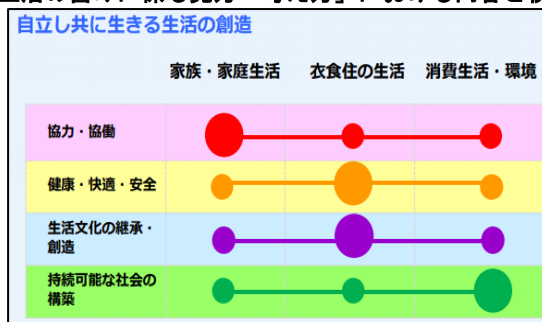 自立し共に生きる生活の創造
家族・家庭生活 衣食住の生活 消費生活・環境
協力・協働
健康・快適・安全
生活文化の継承・
創造
持続可能な社会の
構築